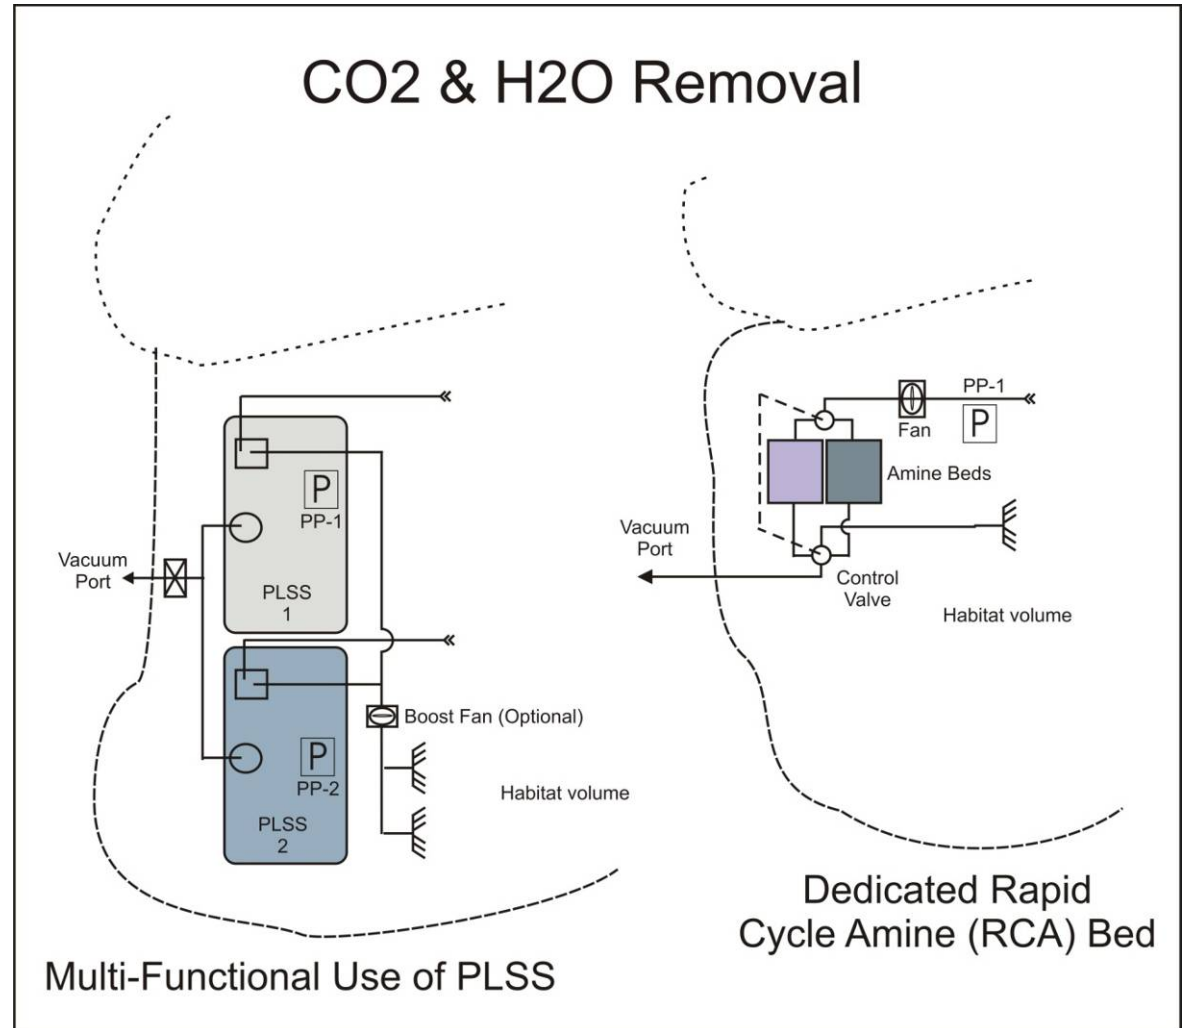 CO2 & H2O Removal
P
PP-1
Vacuum
Port
PLSS
1
Boost Fan (Optional)
P
PP-2
PLSS
2
Habitat volume
Multi-Functional Use of PLSS
PP-1
P
Fan
Amine Beds
Vacuum
Port
Control
Valve
Habitat volume
Dedicated Rapid
Cycle Amine (RCA) Bed